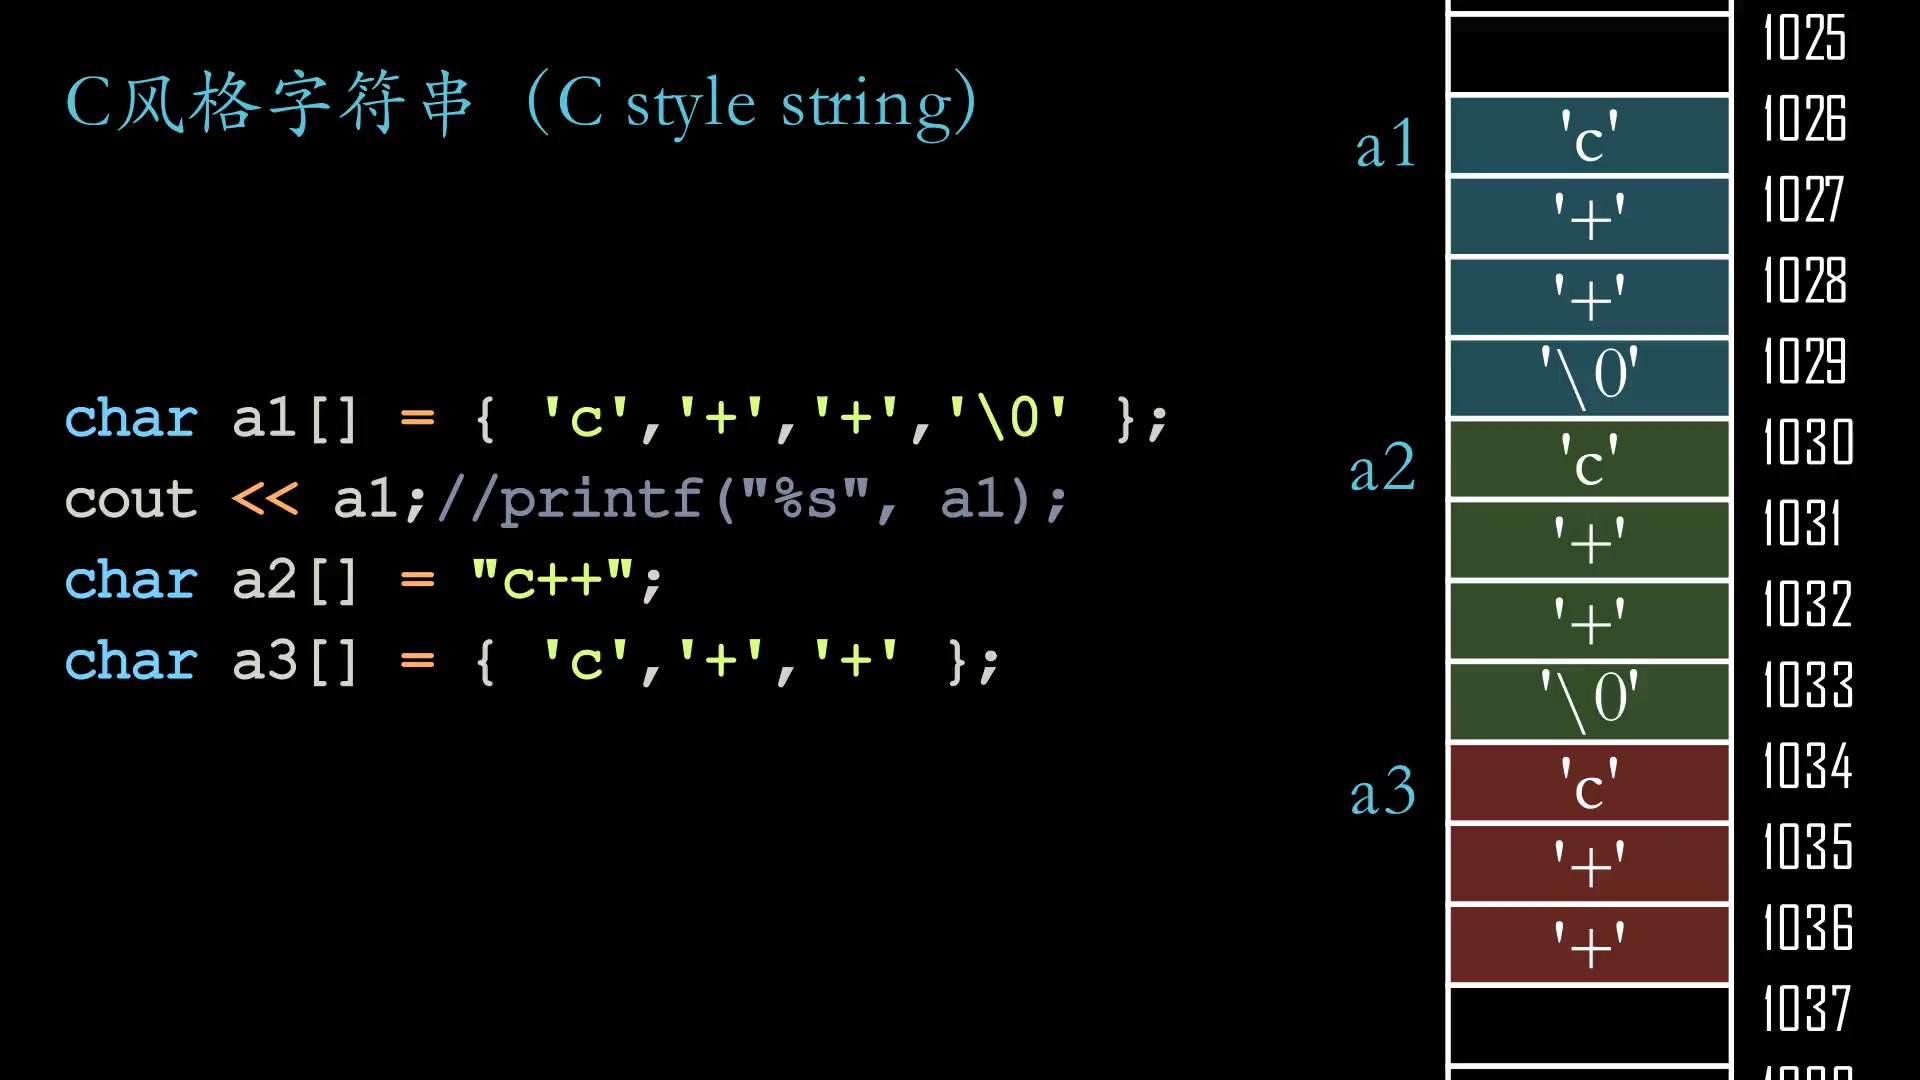 C风格字符串（C style string）
char a1[] = { 'c','+','+','\0' };
cout << a1;//printf("%s", a1);
char a2[] = "c++";
char a3[] = { 'c','+','+' };
1025
a1 'c' 1026
'+' 1027
'+' 1028
'\0' 1029
a2 'c' 1030
'+' 1031
'+' 1032
'\0' 1033
a3 'c' 1034
'+' 1035
'+' 1036
1037